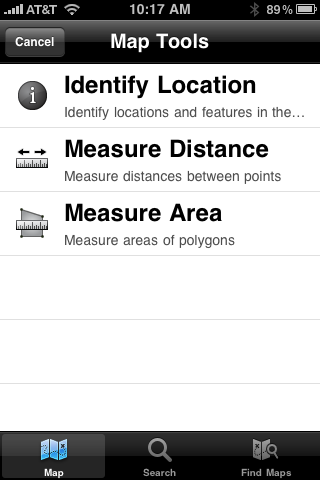 AT&T 10:17 AM 89%
Cancel Map Tools
Identify Location
Identify locations and features in the...
Measure Distance
Measure distances between points
Measure Area
Measure areas of polygons
Map Search Find Maps